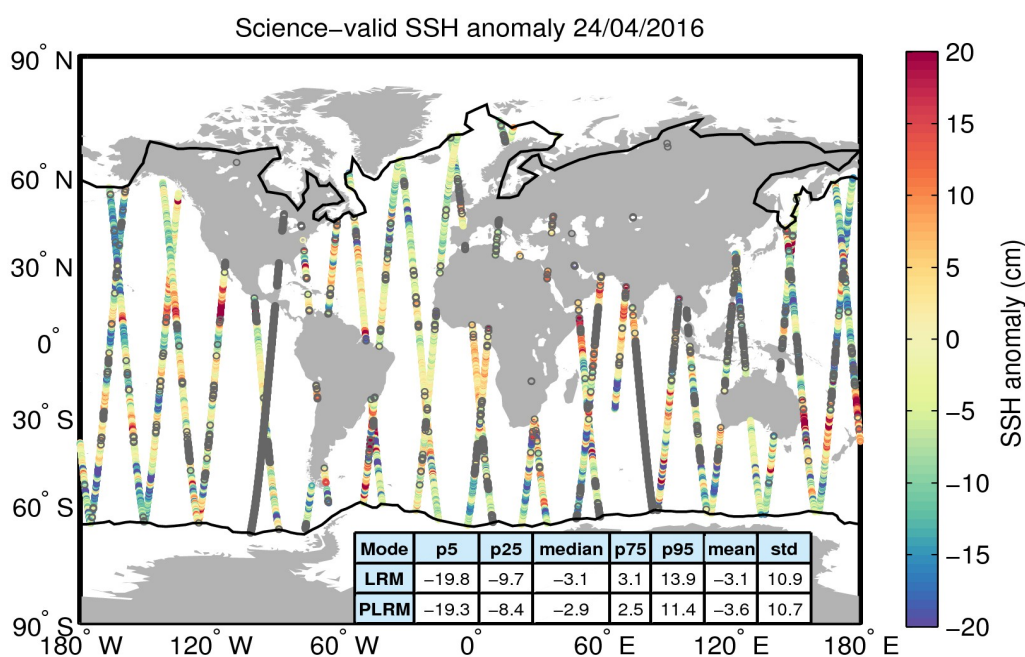 Science−valid SSH anomaly 24/04/2016
90° N
60° N
30° N
0°
30° S
60° S
90° S
180° W
120° W
60° W
0°
60° E
120° E
180° E
Mode p5 p25 median p75 p95 mean std
LRM −19.8 −9.7 −3.1 3.1 13.9 −3.1 10.9
PLRM −19.3 −8.4 −2.9 2.5 11.4 −3.6 10.7
20
15
10
5
0
−5
−10
−15
−20
SSH anomaly (cm)